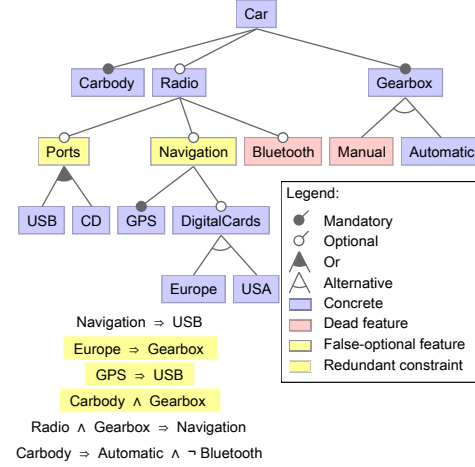 Car
Carbody Radio Gearbox
Ports Navigation Bluetooth Manual Automatic
USB CD GPS DigitalCards
Europe USA
Legend:
Mandatory
Optional
Or
Alternative
Concrete
Dead feature
False-optional feature
Redundant constraint
Navigation ⇒ USB
Europe ⇒ Gearbox
GPS ⇒ USB
Carbody ∧ Gearbox
Radio ∧ Gearbox ⇒ Navigation
Carbody ⇒ Automatic ∧ ¬ Bluetooth